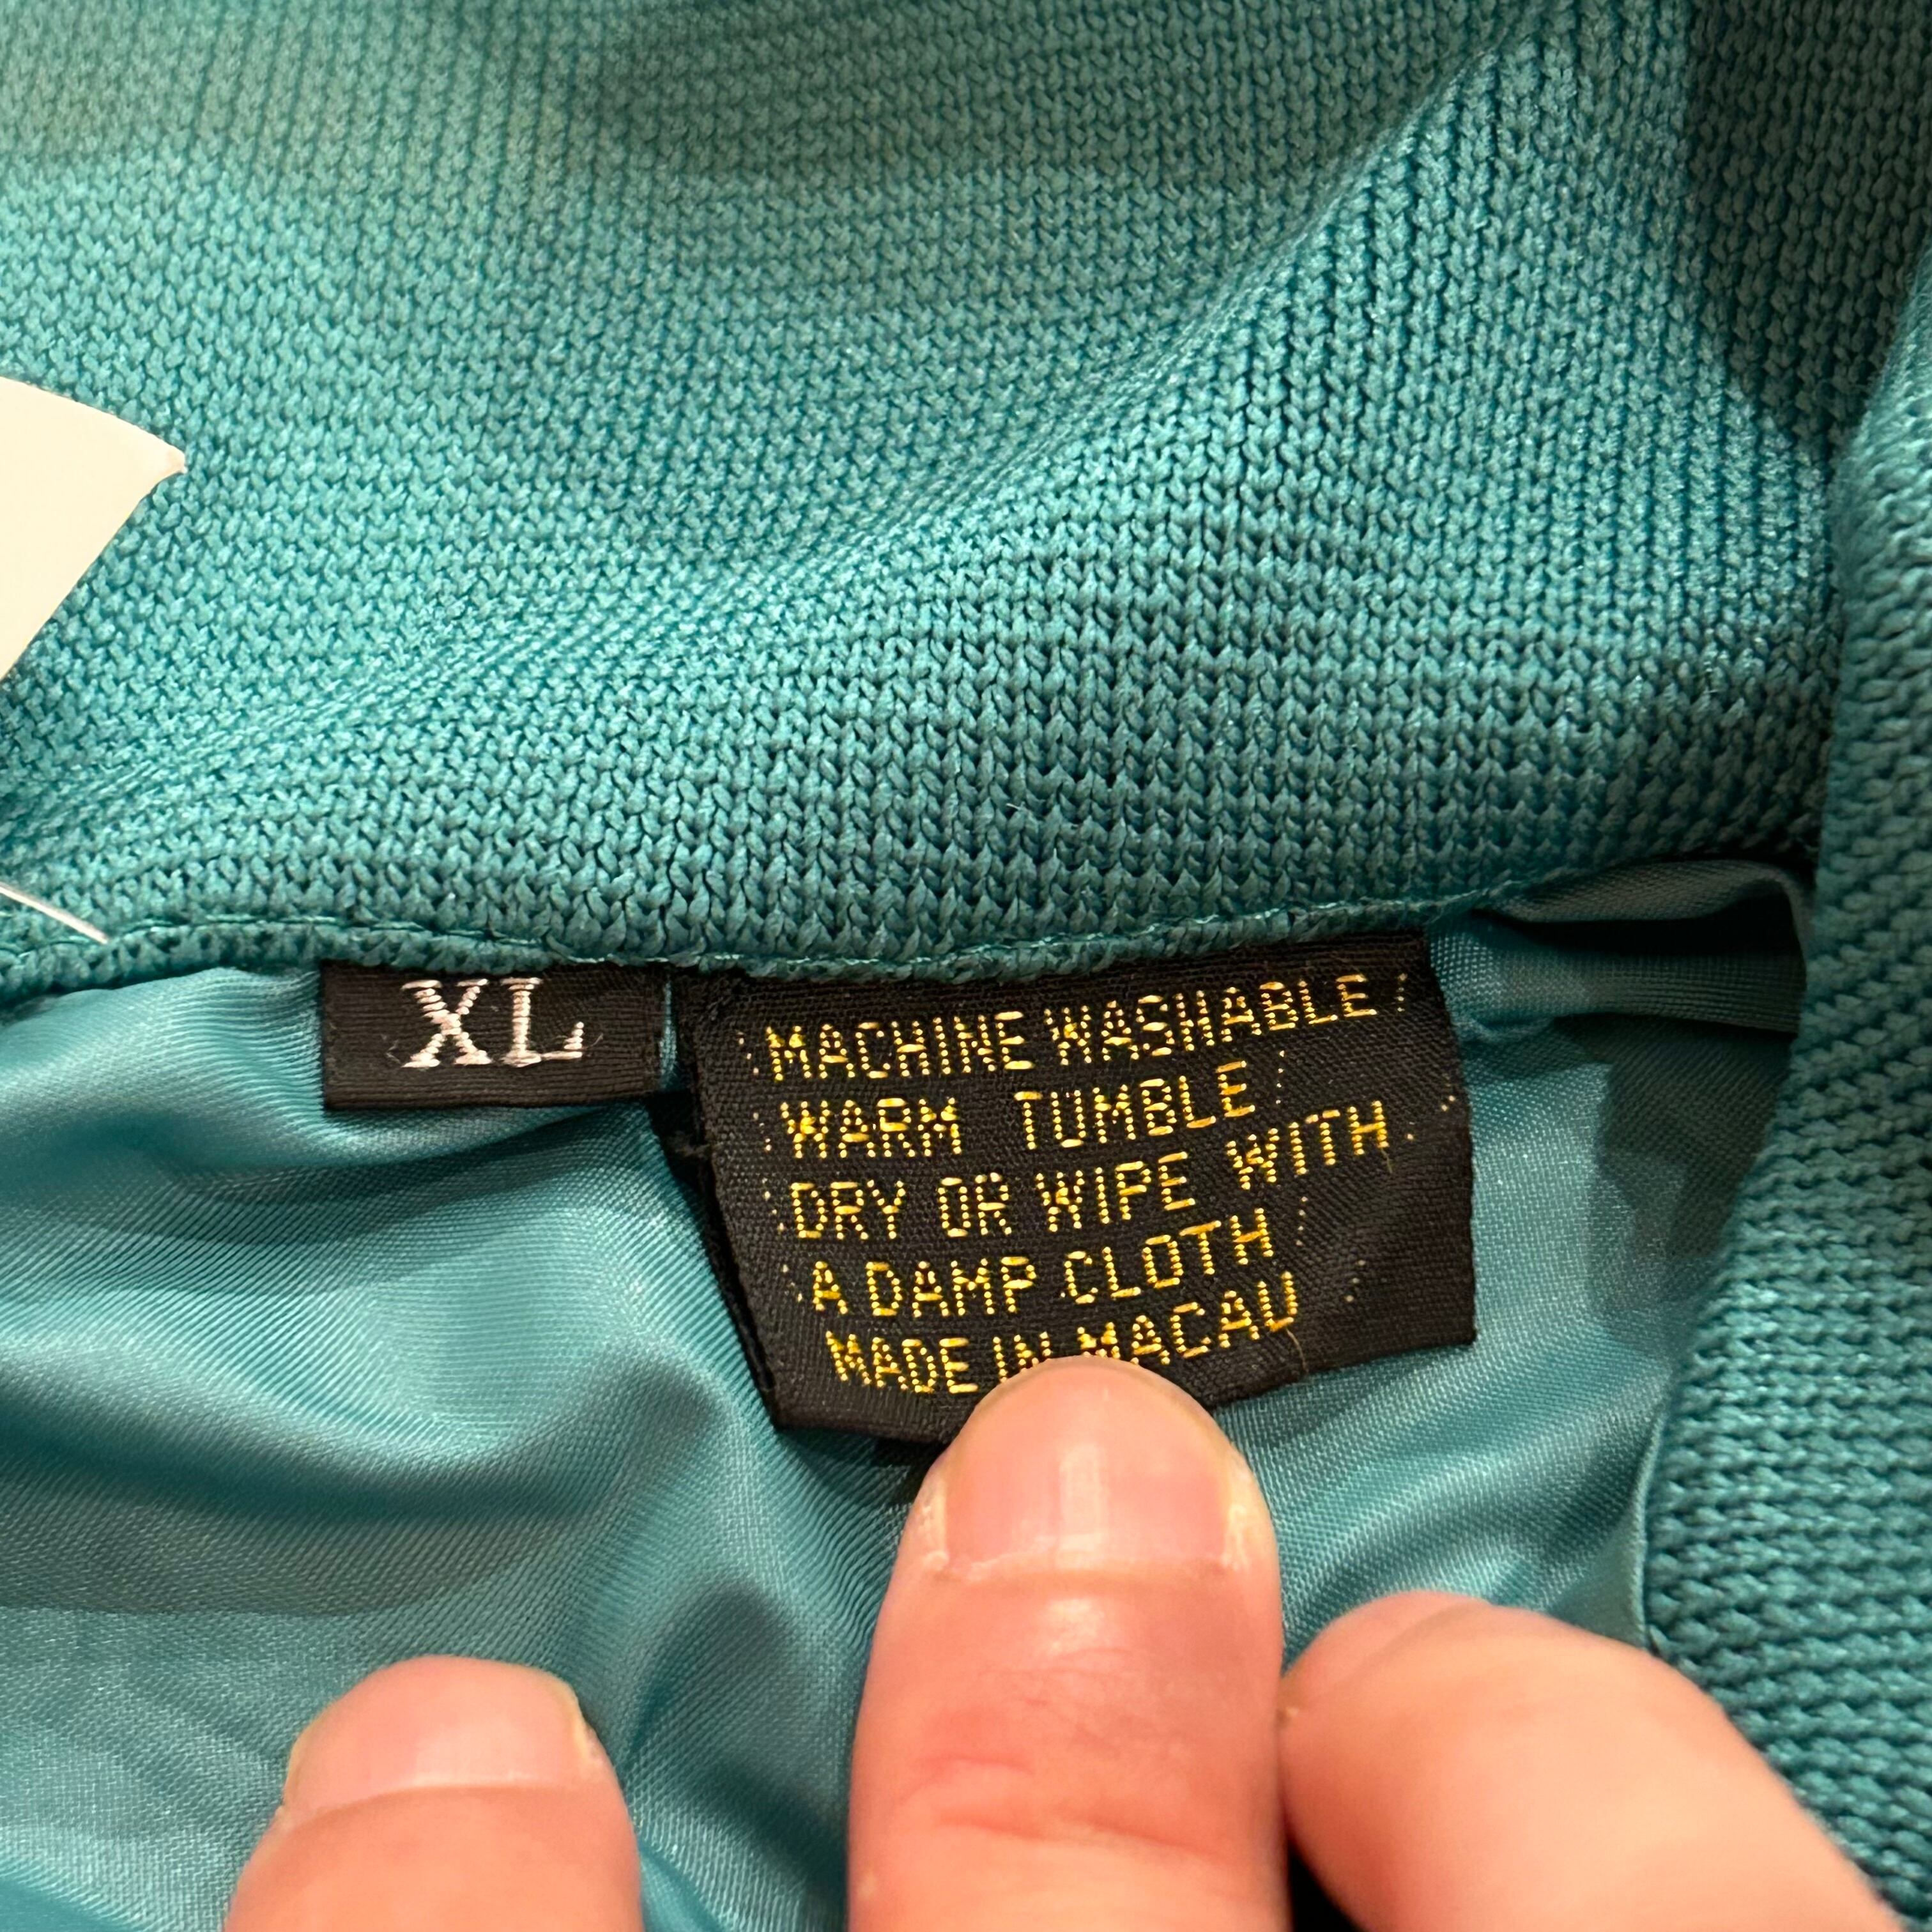 XL
MACHINE WASHABLE
WARM TUMBLE
DRY OR WIPE WITH
A DAMP CLOTH
MADE IN MACAU